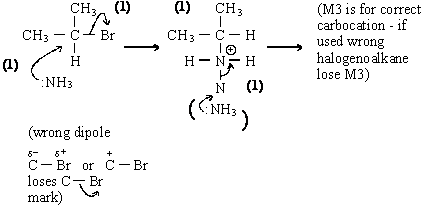 CH₃ (1)
CH₃ — C — Br
H
(1)
:NH₃
(1) CH₃
CH₃ — C — H
H — N — H
⊕
N (1)
( :NH₃ )
(M3 is for correct
carbocation - if
used wrong
halogenoalkane
lose M3)
(wrong dipole
δ− δ+ +
C — Br or C — Br
loses C — Br
mark)